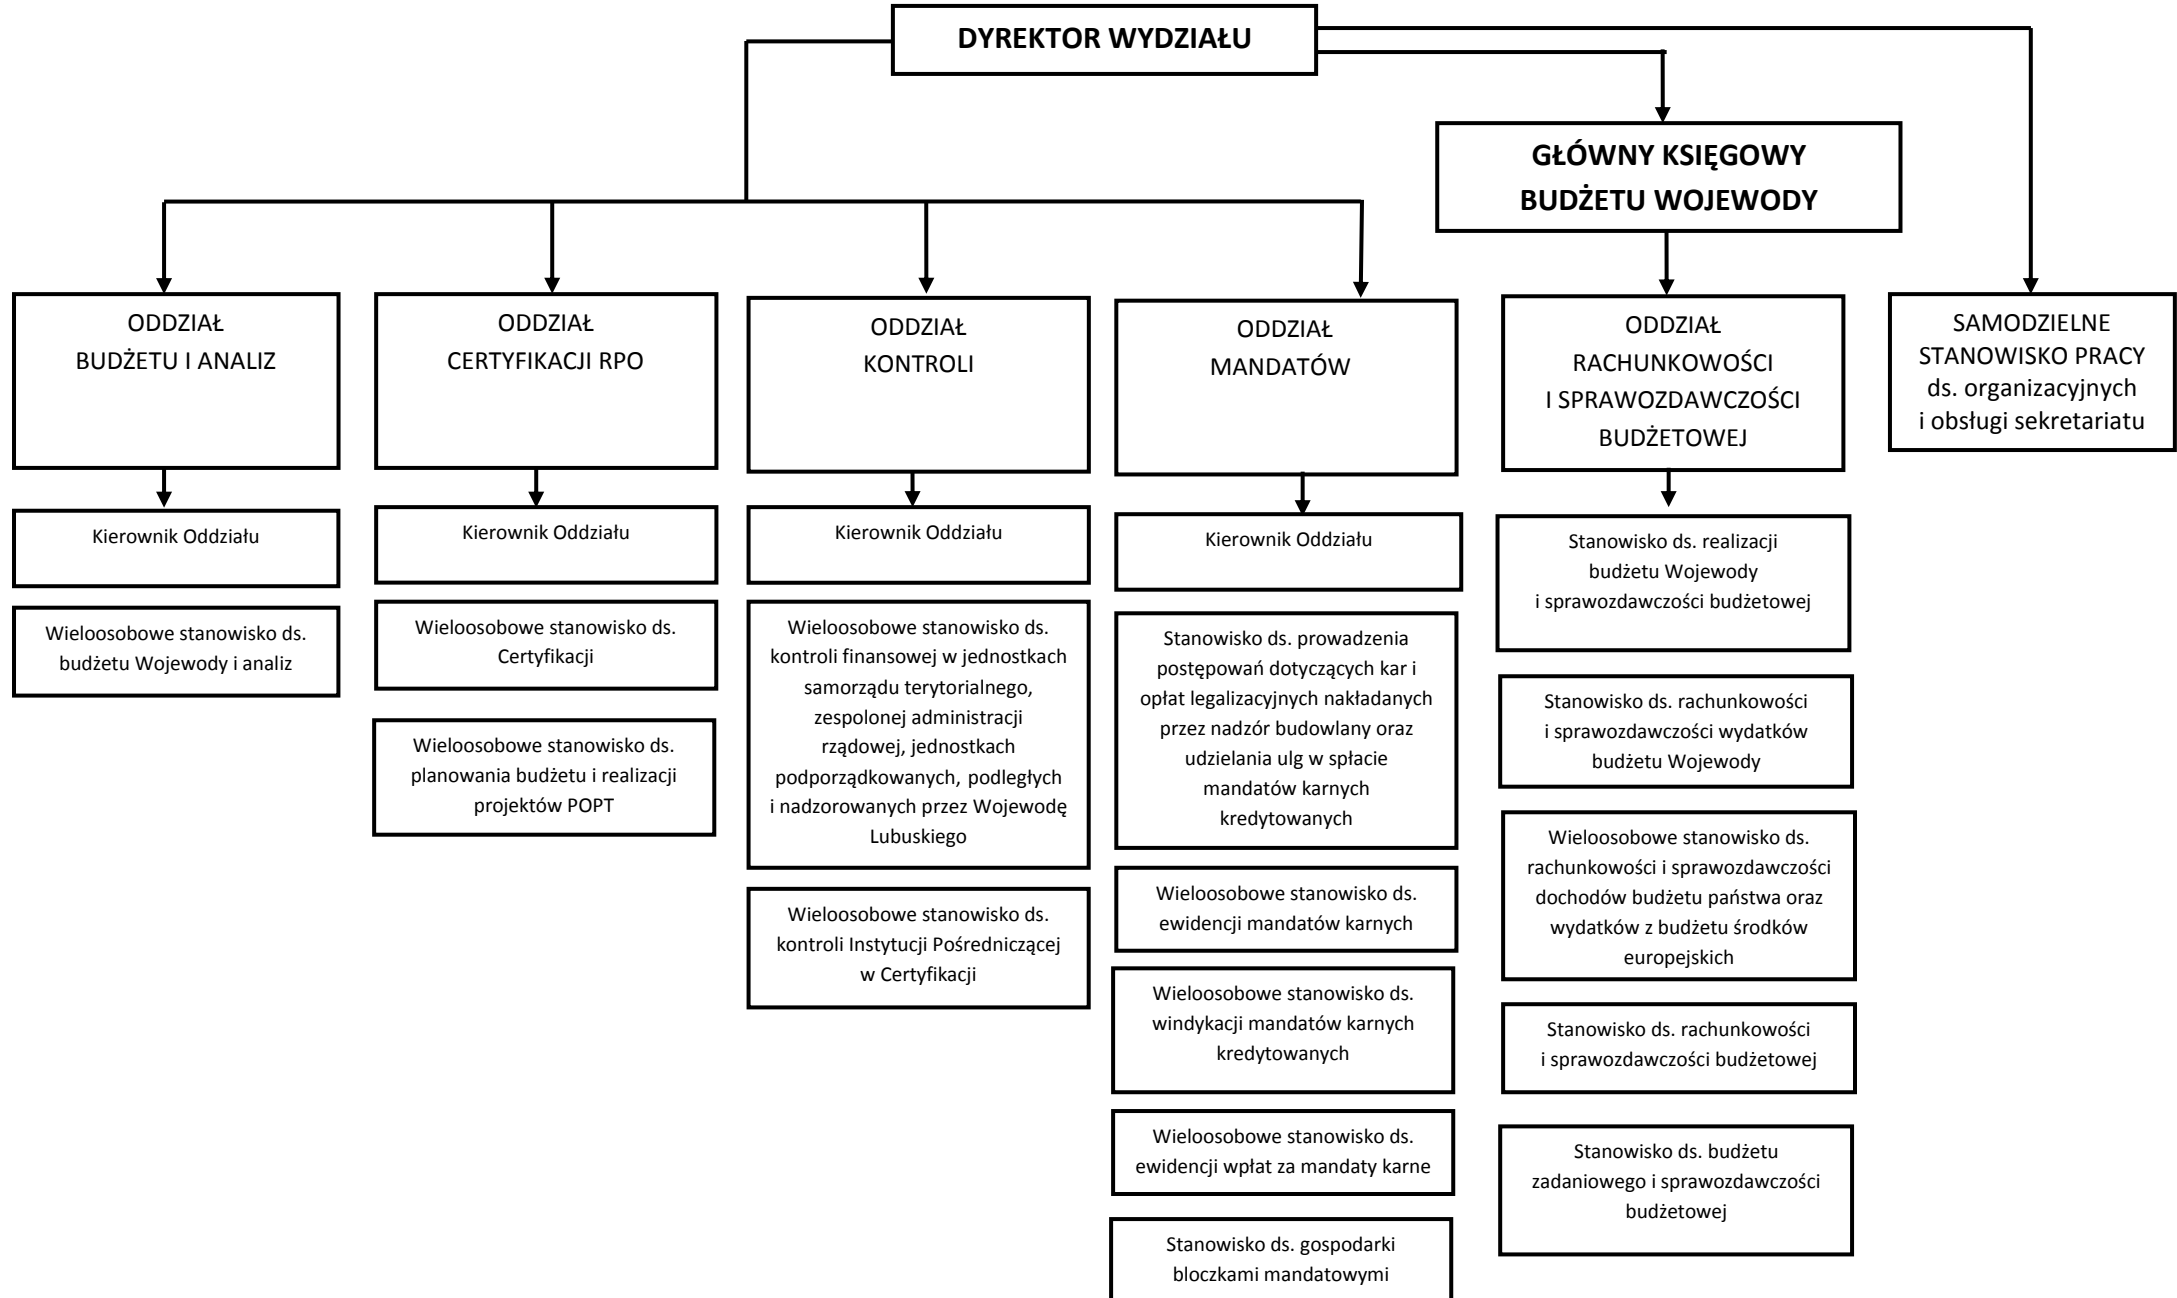 DYREKTOR WYDZIAŁU
GŁÓWNY KSIĘGOWY
BUDŻETU WOJEWODY
ODDZIAŁ
BUDŻETU I ANALIZ
Kierownik Oddziału
Wieloosobowe stanowisko ds.
budżetu Wojewody i analiz
ODDZIAŁ
CERTYFIKACJI RPO
Kierownik Oddziału
Wieloosobowe stanowisko ds.
Certyfikacji
Wieloosobowe stanowisko ds.
planowania budżetu i realizacji
projektów POPT
ODDZIAŁ
KONTROLI
Kierownik Oddziału
Wieloosobowe stanowisko ds.
kontroli finansowej w jednostkach
samorządu terytorialnego,
zespolonej administracji
rządowej, jednostkach
podporządkowanych, podległych
i nadzorowanych przez Wojewodę
Lubuskiego
Wieloosobowe stanowisko ds.
kontroli Instytucji Pośredniczącej
w Certyfikacji
ODDZIAŁ
MANDATÓW
Kierownik Oddziału
Stanowisko ds. prowadzenia
postępowań dotyczących kar i
opłat legalizacyjnych nakładanych
przez nadzór budowlany oraz
udzielania ulg w spłacie
mandatów karnych
kredytowanych
Wieloosobowe stanowisko ds.
ewidencji mandatów karnych
Wieloosobowe stanowisko ds.
windykacji mandatów karnych
kredytowanych
Wieloosobowe stanowisko ds.
ewidencji wpłat za mandaty karne
Stanowisko ds. gospodarki
bloczkami mandatowymi
ODDZIAŁ
RACHUNKOWOŚCI
I SPRAWOZDAWCZOŚCI
BUDŻETOWEJ
Stanowisko ds. realizacji
budżetu Wojewody
i sprawozdawczości budżetowej
Stanowisko ds. rachunkowości
i sprawozdawczości wydatków
budżetu Wojewody
Wieloosobowe stanowisko ds.
rachunkowości i sprawozdawczości
dochodów budżetu państwa oraz
wydatków z budżetu środków
europejskich
Stanowisko ds. rachunkowości
i sprawozdawczości budżetowej
Stanowisko ds. budżetu
zadaniowego i sprawozdawczości
budżetowej
SAMODZIELNE
STANOWISKO PRACY
ds. organizacyjnych
i obsługi sekretariatu